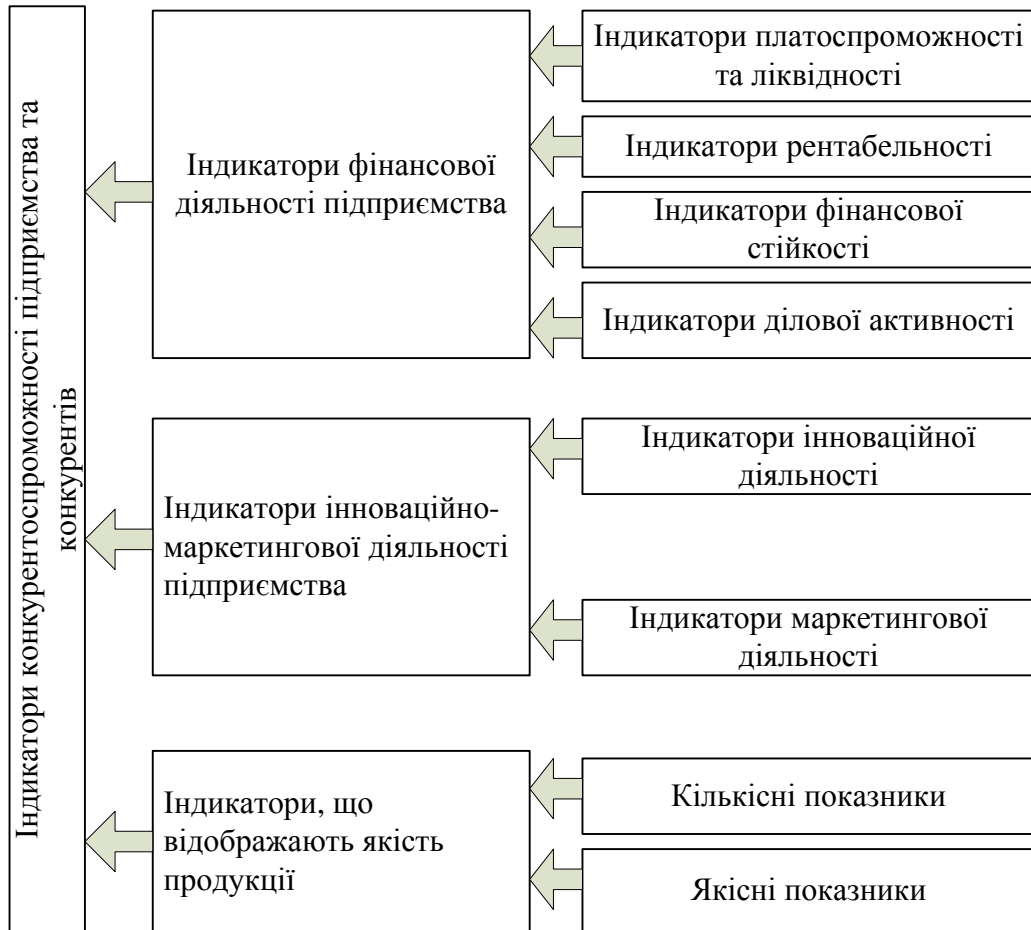 Індикатори конкурентоспроможності підприємства та
конкурентів
Індикатори фінансової
діяльності підприємства
Індикатори платоспроможності
та ліквідності
Індикатори рентабельності
Індикатори фінансової
стійкості
Індикатори ділової активності
Індикатори інноваційно-
маркетингової діяльності
підприємства
Індикатори інноваційної
діяльності
Індикатори маркетингової
діяльності
Індикатори, що
відображають якість
продукції
Кількісні показники
Якісні показники